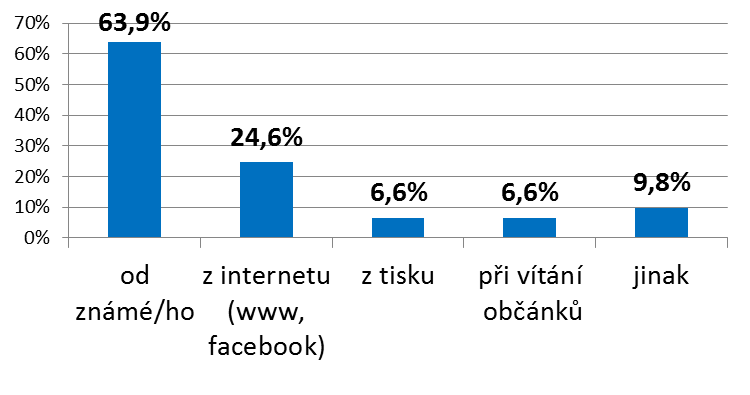 70%
60%
50%
40%
30%
20%
10%
0%
63,9%
24,6%
6,6%
6,6%
9,8%
od
známé/ho
z internetu
(www,
facebook)
z tisku
při vítání
občánků
jinak